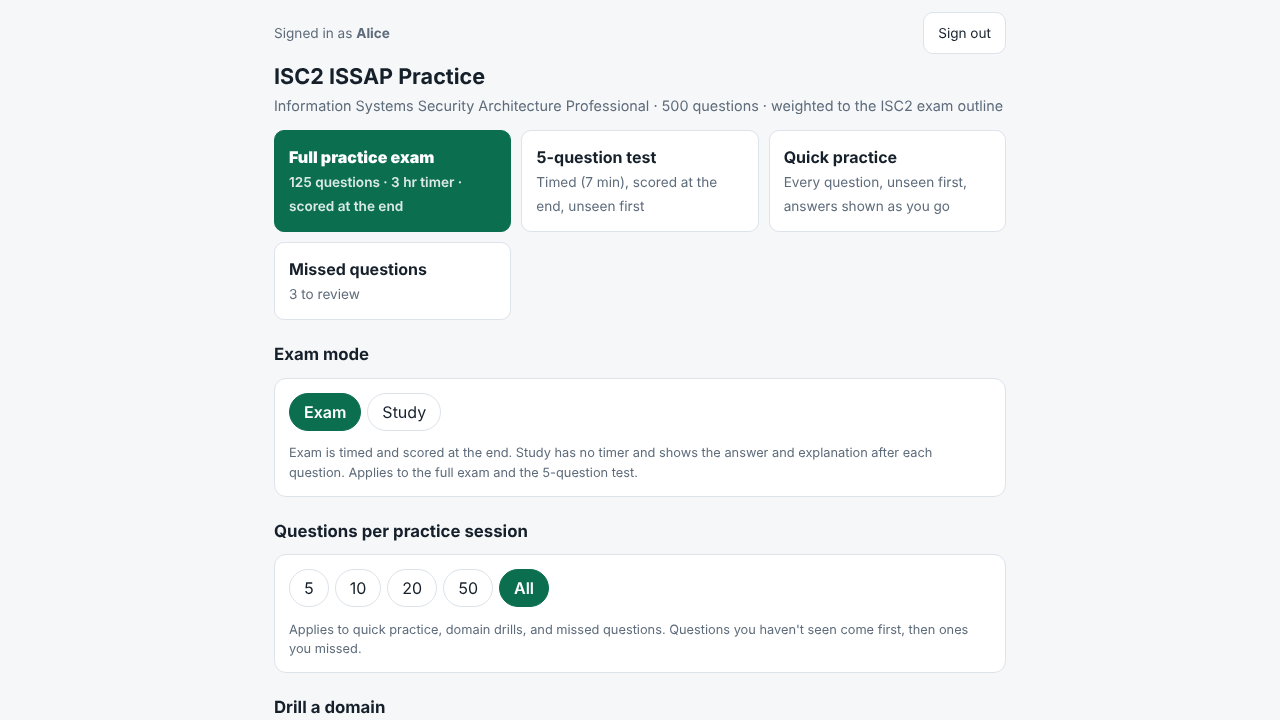 Signed in as Alice
Sign out
ISC2 ISSAP Practice
Information Systems Security Architecture Professional · 500 questions · weighted to the ISC2 exam outline
Full practice exam
125 questions · 3 hr timer ·
scored at the end
5-question test
Timed (7 min), scored at the
end, unseen first
Quick practice
Every question, unseen first,
answers shown as you go
Missed questions
3 to review
Exam mode
Exam
Study
Exam is timed and scored at the end. Study has no timer and shows the answer and explanation after each
question. Applies to the full exam and the 5-question test.
Questions per practice session
5
10
20
50
All
Applies to quick practice, domain drills, and missed questions. Questions you haven't seen come first, then ones
you missed.
Drill a domain